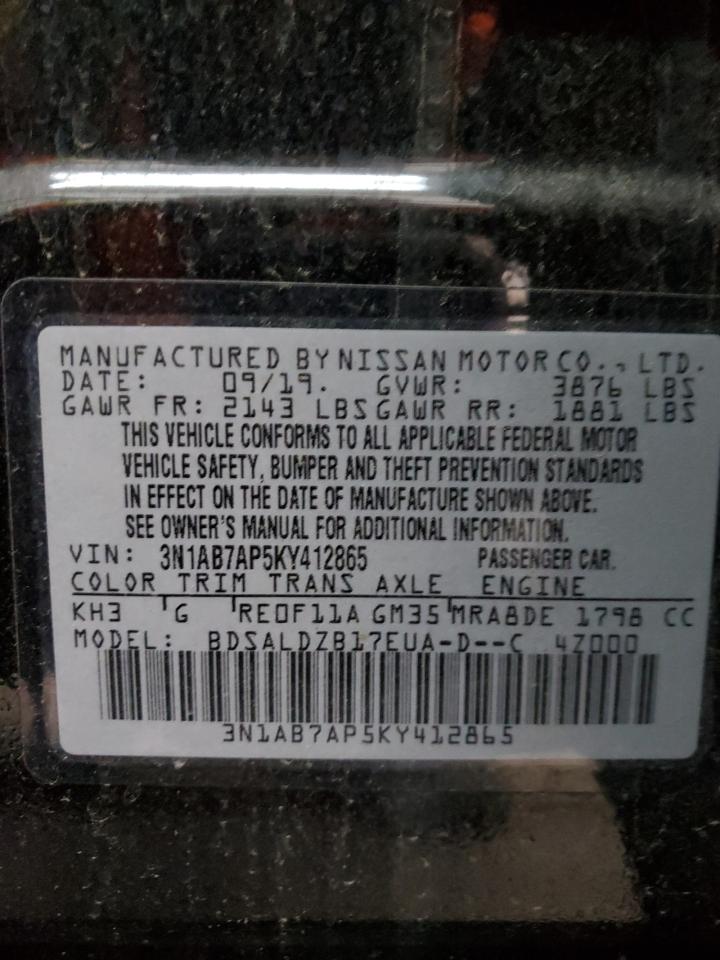 MANUFACTURED BY NISSAN MOTOR CO., LTD.
DATE: 09/19. GVWR: 3876 LBS
GAWR FR: 2143 LBS GAWR RR: 1881 LBS
THIS VEHICLE CONFORMS TO ALL APPLICABLE FEDERAL MOTOR
VEHICLE SAFETY, BUMPER AND THEFT PREVENTION STANDARDS
IN EFFECT ON THE DATE OF MANUFACTURE SHOWN ABOVE.
SEE OWNER'S MANUAL FOR ADDITIONAL INFORMATION.
VIN: 3N1AB7AP5KY412865 PASSENGER CAR.
COLOR TRIM TRANS AXLE ENGINE
KH3 G RE0F11A GM35 MRA8DE 1798 CC
MODEL: BDSALDZB17EUA-D--C 4Z000
3N1AB7AP5KY412865